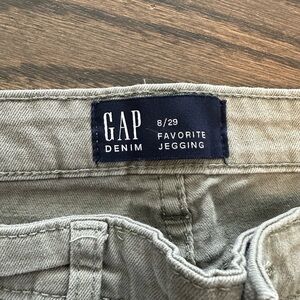 GAP
DENIM
8/29
FAVORITE
JEGGING